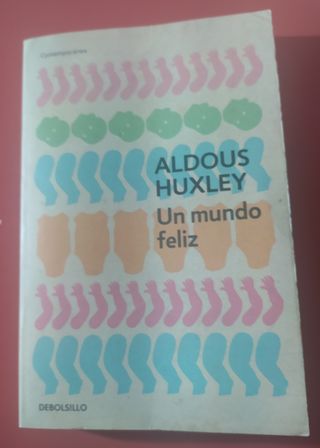 Contemporánea
ALDOUS
HUXLEY
Un mundo
feliz
DEBOLSILLO